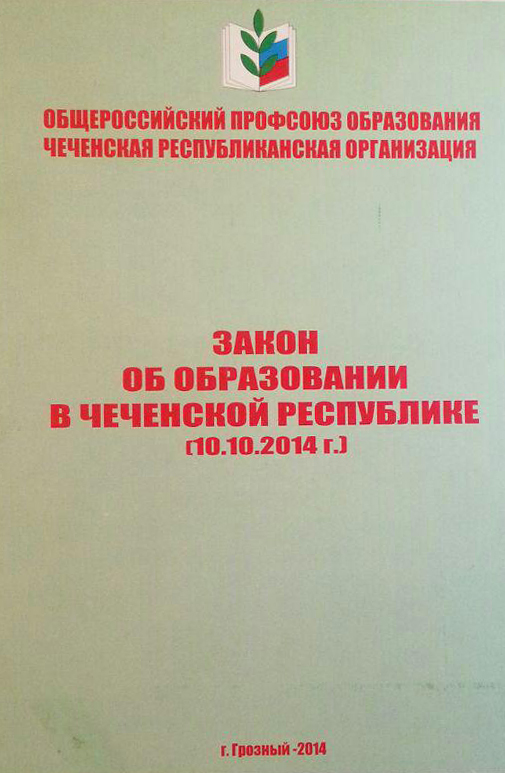 ОБЩЕРОССИЙСКИЙ ПРОФСОЮЗ ОБРАЗОВАНИЯ
ЧЕЧЕНСКАЯ РЕСПУБЛИКАНСКАЯ ОРГАНИЗАЦИЯ
ЗАКОН
ОБ ОБРАЗОВАНИИ
В ЧЕЧЕНСКОЙ РЕСПУБЛИКЕ
(10.10.2014 г.)
г. Грозный -2014